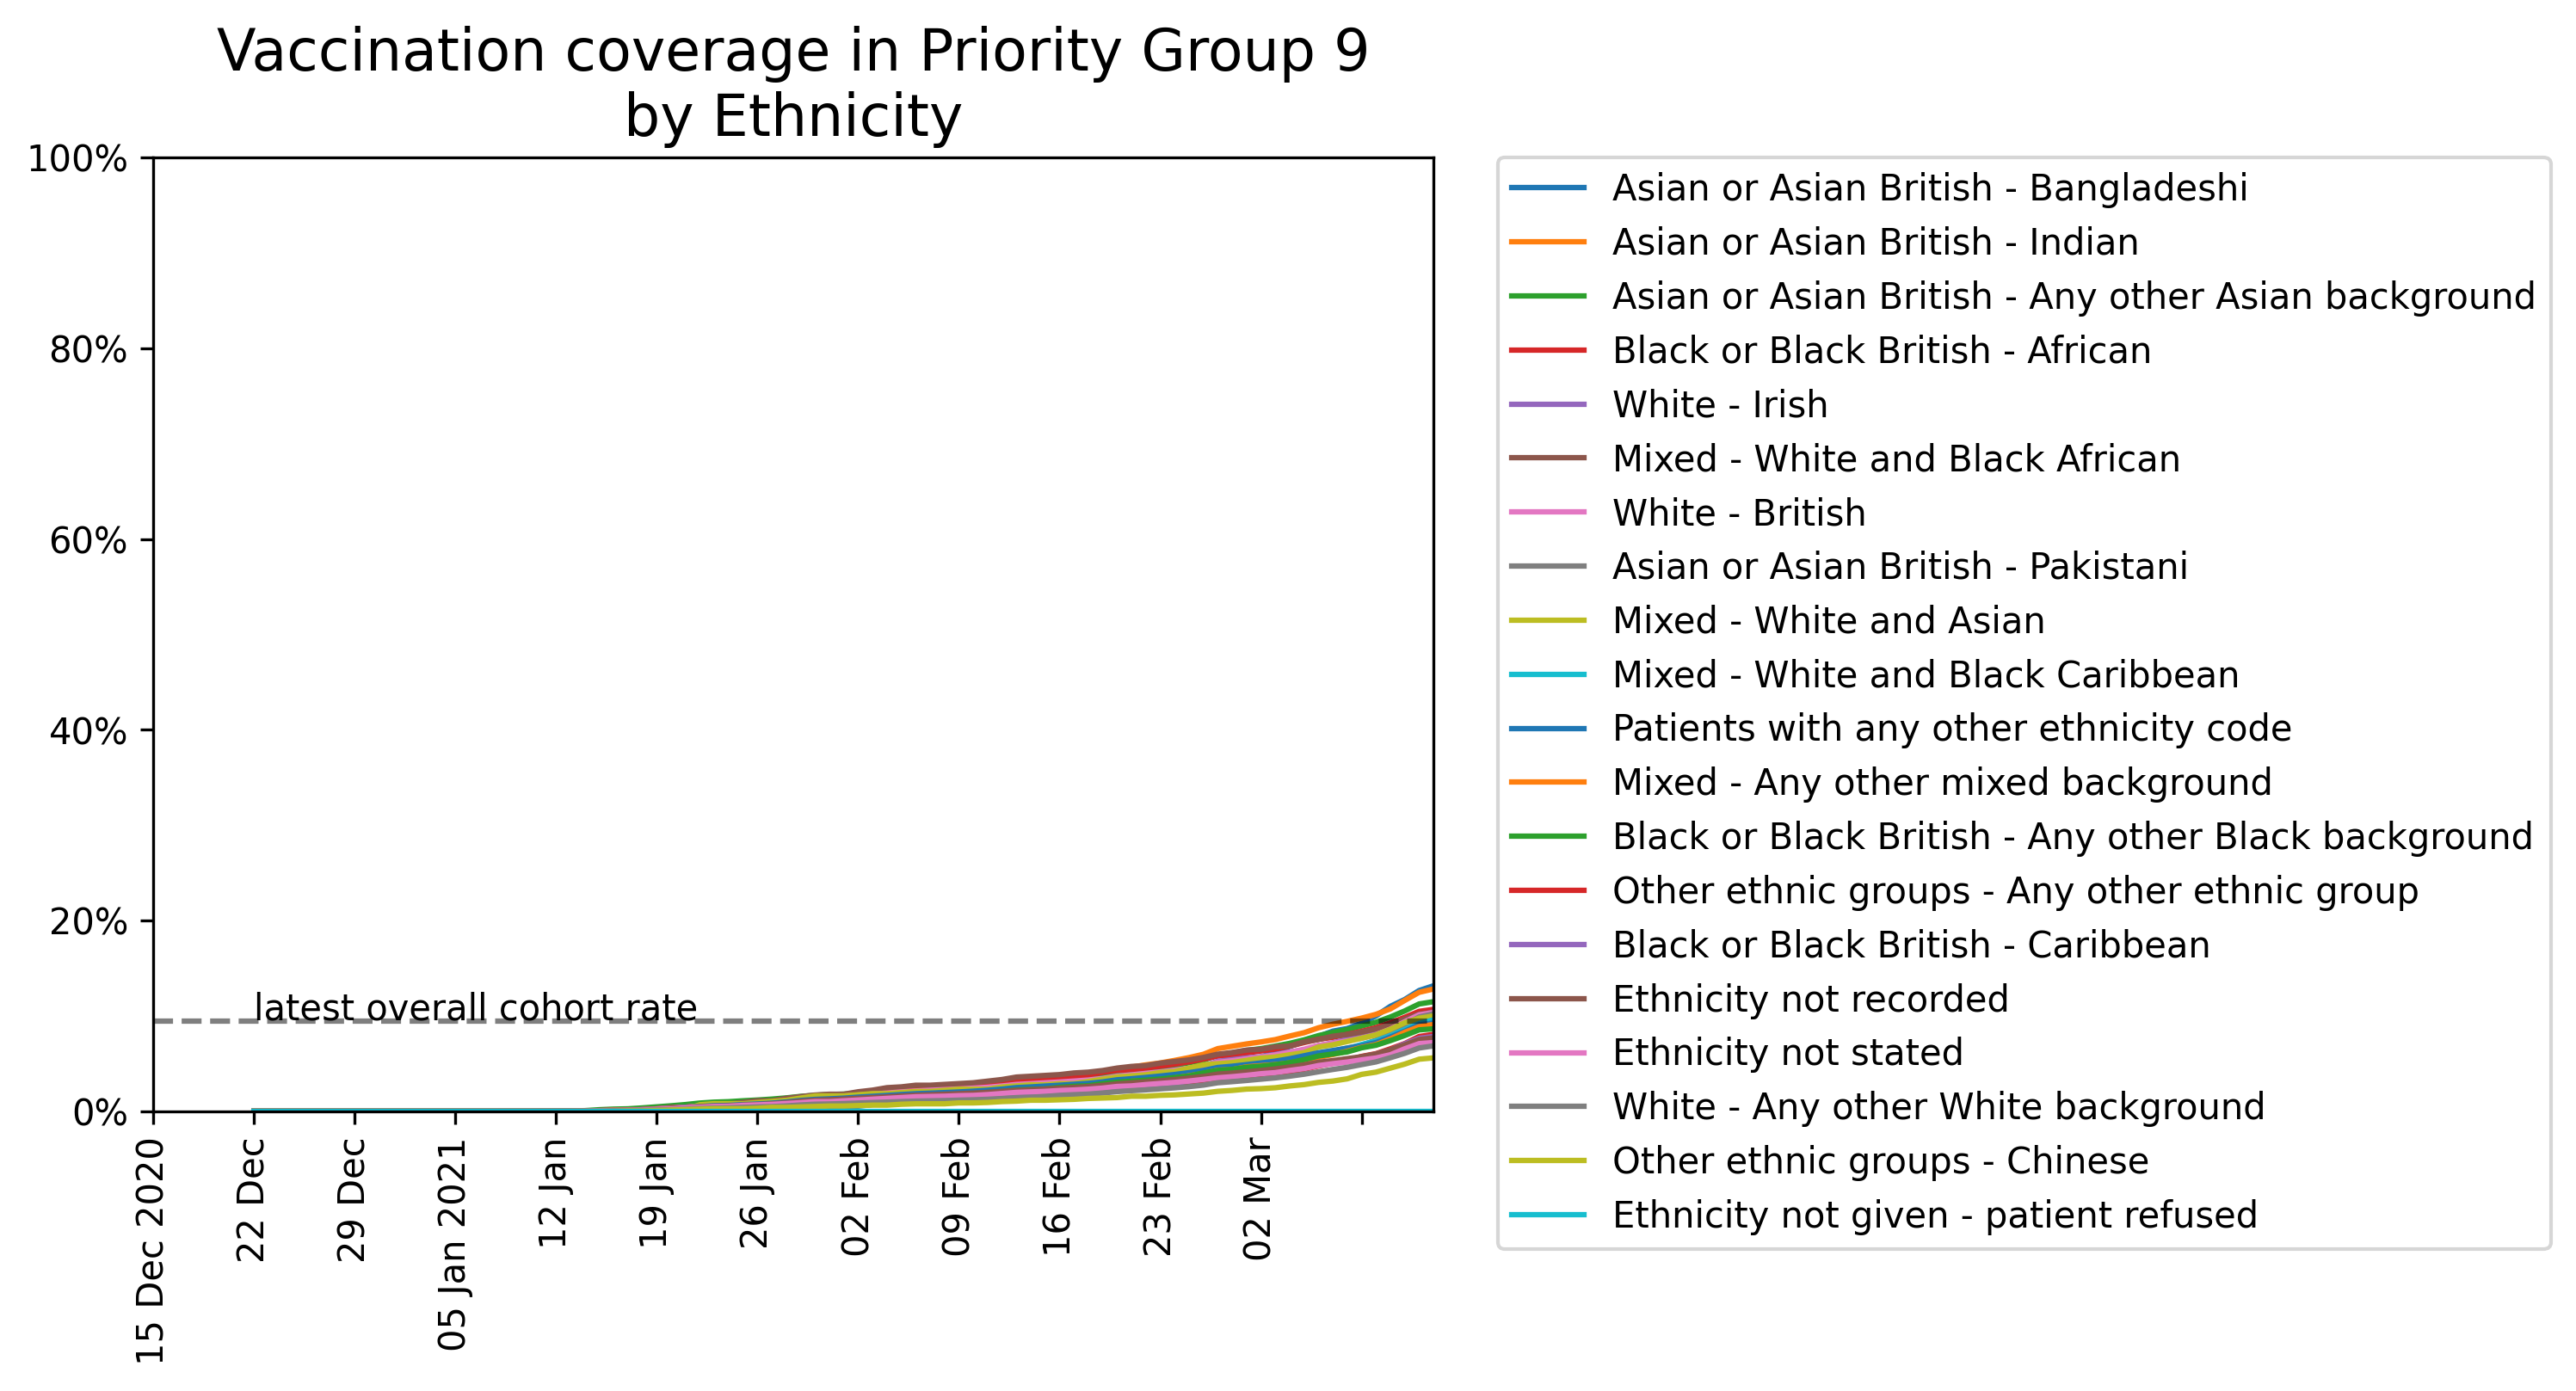 Vaccination coverage in Priority Group 9
by Ethnicity
100%
80%
60%
40%
20%
0%
latest overall cohort rate
15 Dec 2020
22 Dec
29 Dec
05 Jan 2021
12 Jan
19 Jan
26 Jan
02 Feb
09 Feb
16 Feb
23 Feb
02 Mar
Asian or Asian British - Bangladeshi
Asian or Asian British - Indian
Asian or Asian British - Any other Asian background
Black or Black British - African
White - Irish
Mixed - White and Black African
White - British
Asian or Asian British - Pakistani
Mixed - White and Asian
Mixed - White and Black Caribbean
Patients with any other ethnicity code
Mixed - Any other mixed background
Black or Black British - Any other Black background
Other ethnic groups - Any other ethnic group
Black or Black British - Caribbean
Ethnicity not recorded
Ethnicity not stated
White - Any other White background
Other ethnic groups - Chinese
Ethnicity not given - patient refused